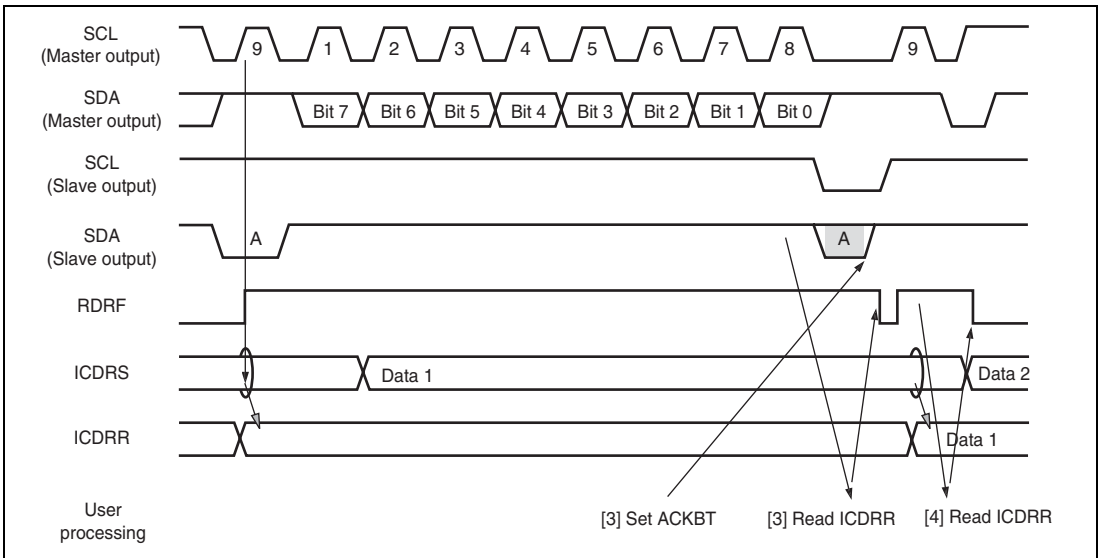 SCL
(Master output)
9 1 2 3 4 5 6 7 8 9
SDA
(Master output)
Bit 7 Bit 6 Bit 5 Bit 4 Bit 3 Bit 2 Bit 1 Bit 0
SCL
(Slave output)
SDA
(Slave output)
A A
RDRF
ICDRS
Data 1 Data 2
ICDRR
Data 1
User
processing
[3] Set ACKBT [3] Read ICDRR [4] Read ICDRR